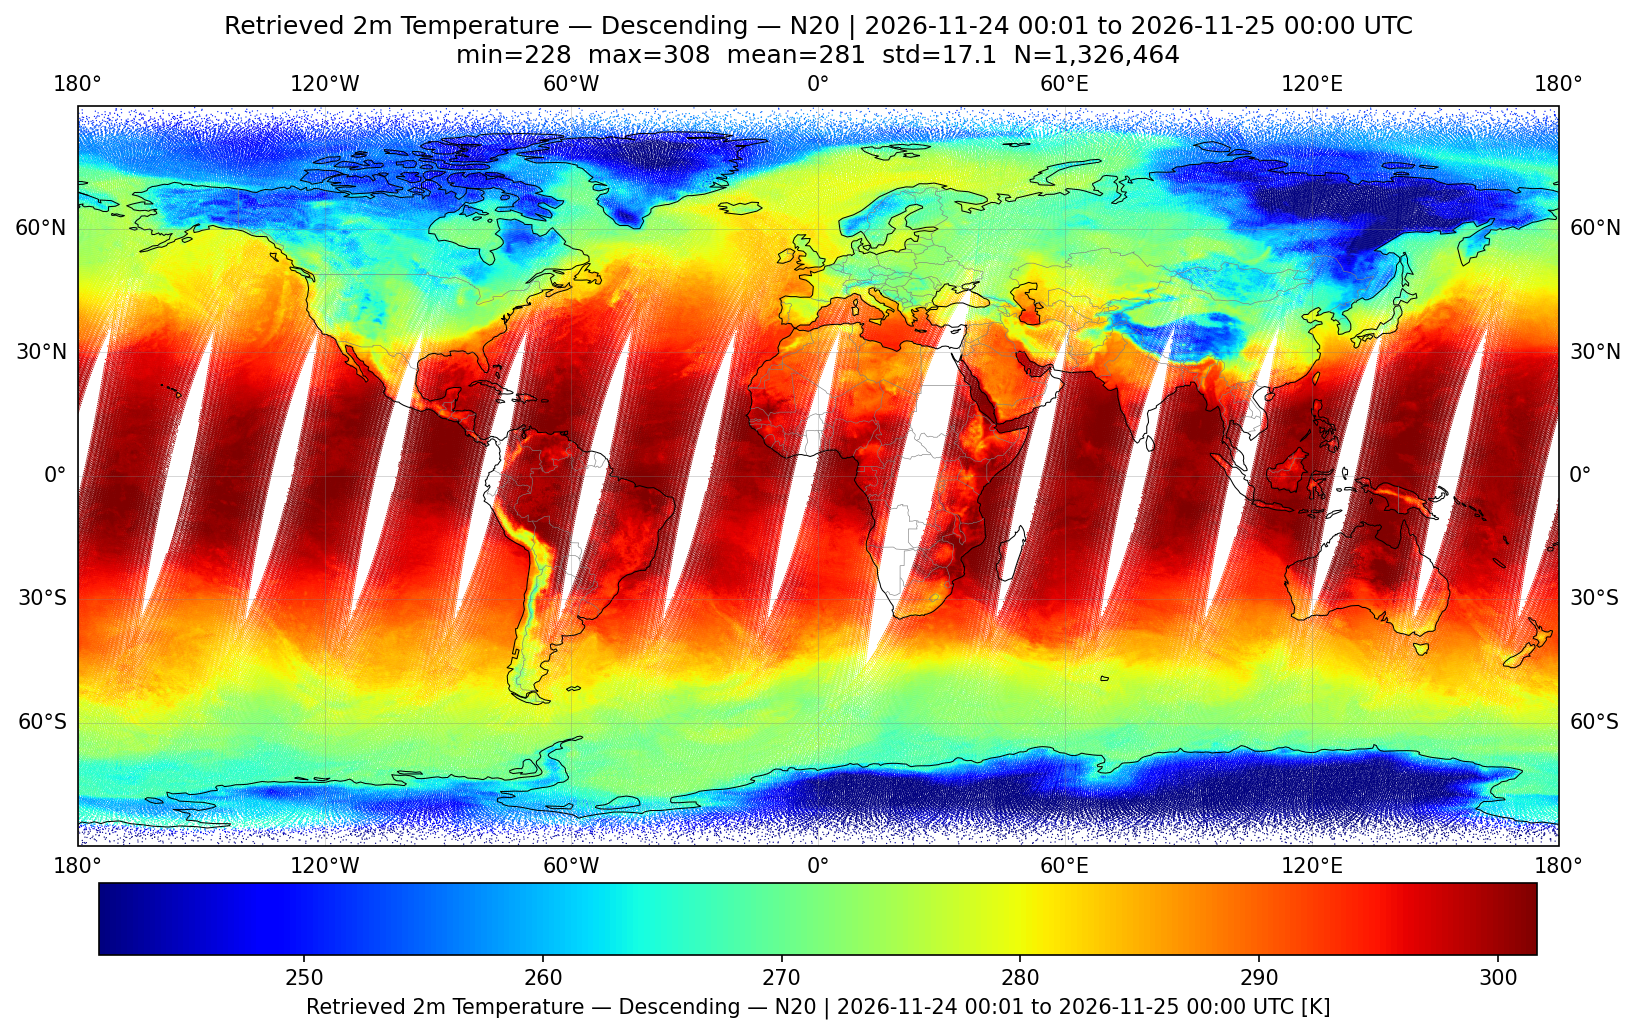 Retrieved 2m Temperature — Descending — N20 | 2026-11-24 00:01 to 2026-11-25 00:00 UTC
min=228 max=308 mean=281 std=17.1 N=1,326,464
180° 120°W 60°W 0° 60°E 120°E 180°
60°N 60°N
30°N 30°N
0° 0°
30°S 30°S
60°S 60°S
180° 120°W 60°W 0° 60°E 120°E 180°
250 260 270 280 290 300
Retrieved 2m Temperature — Descending — N20 | 2026-11-24 00:01 to 2026-11-25 00:00 UTC [K]